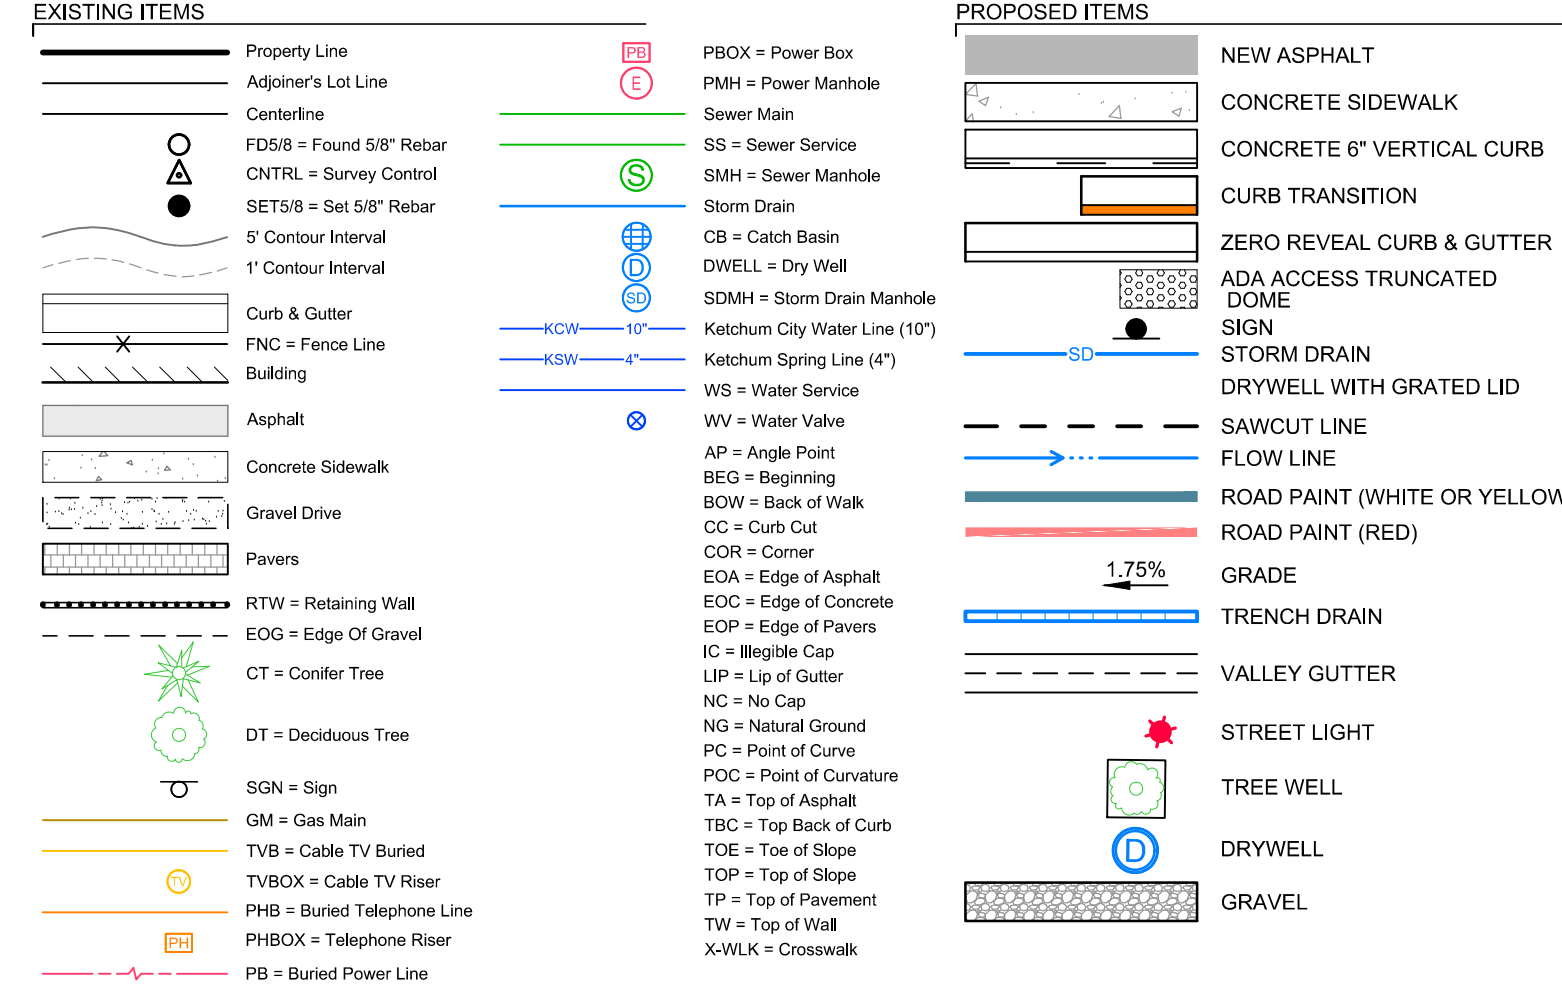 EXISTING ITEMS
Property Line
Adjoiner's Lot Line
Centerline
FD5/8 = Found 5/8" Rebar
CNTRL = Survey Control
SET5/8 = Set 5/8" Rebar
5' Contour Interval
1' Contour Interval
Curb & Gutter
FNC = Fence Line
Building
Asphalt
Concrete Sidewalk
Gravel Drive
Pavers
RTW = Retaining Wall
EOG = Edge Of Gravel
CT = Conifer Tree
DT = Deciduous Tree
SGN = Sign
GM = Gas Main
TVB = Cable TV Buried
TV TVBOX = Cable TV Riser
PHB = Buried Telephone Line
PH PHBOX = Telephone Riser
PB = Buried Power Line
PB PBOX = Power Box
E PMH = Power Manhole
Sewer Main
SS = Sewer Service
S SMH = Sewer Manhole
Storm Drain
CB = Catch Basin
D DWELL = Dry Well
SD SDMH = Storm Drain Manhole
KCW 10" Ketchum City Water Line (10")
KSW 4" Ketchum Spring Line (4")
WS = Water Service
WV = Water Valve
AP = Angle Point
BEG = Beginning
BOW = Back of Walk
CC = Curb Cut
COR = Corner
EOA = Edge of Asphalt
EOC = Edge of Concrete
EOP = Edge of Pavers
IC = Illegible Cap
LIP = Lip of Gutter
NC = No Cap
NG = Natural Ground
PC = Point of Curve
POC = Point of Curvature
TA = Top of Asphalt
TBC = Top Back of Curb
TOE = Toe of Slope
TOP = Top of Slope
TP = Top of Pavement
TW = Top of Wall
X-WLK = Crosswalk
PROPOSED ITEMS
NEW ASPHALT
CONCRETE SIDEWALK
CONCRETE 6" VERTICAL CURB
CURB TRANSITION
ZERO REVEAL CURB & GUTTER
ADA ACCESS TRUNCATED
DOME
SIGN
SD STORM DRAIN
DRYWELL WITH GRATED LID
SAWCUT LINE
FLOW LINE
ROAD PAINT (WHITE OR YELLOW
ROAD PAINT (RED)
1.75% GRADE
TRENCH DRAIN
VALLEY GUTTER
STREET LIGHT
TREE WELL
D DRYWELL
GRAVEL